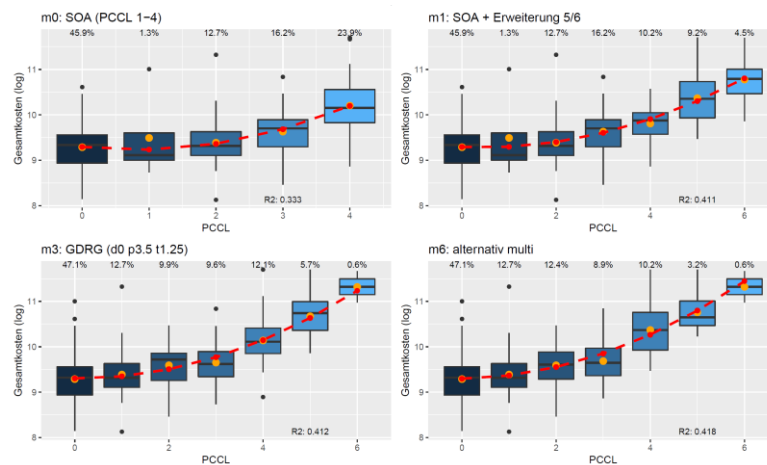 m0: SOA (PCCL 1−4)
45.9% 1.3% 12.7% 16.2% 23.9%
11
10
9
8
Gesamtkosten (log)
R2: 0.333
0 1 2 3 4
PCCL
m1: SOA + Erweiterung 5/6
45.9% 1.3% 12.7% 16.2% 10.2% 9.2% 4.5%
11
10
9
8
Gesamtkosten (log)
R2: 0.411
0 2 4 6
PCCL
m3: GDRG (d0 p3.5 t1.25)
47.1% 12.7% 9.9% 9.6% 12.1% 5.7% 0.6%
11
10
9
8
Gesamtkosten (log)
R2: 0.412
0 2 4 6
PCCL
m6: alternativ multi
47.1% 12.7% 12.4% 8.9% 10.2% 3.2% 0.6%
11
10
9
8
Gesamtkosten (log)
R2: 0.418
0 2 4 6
PCCL